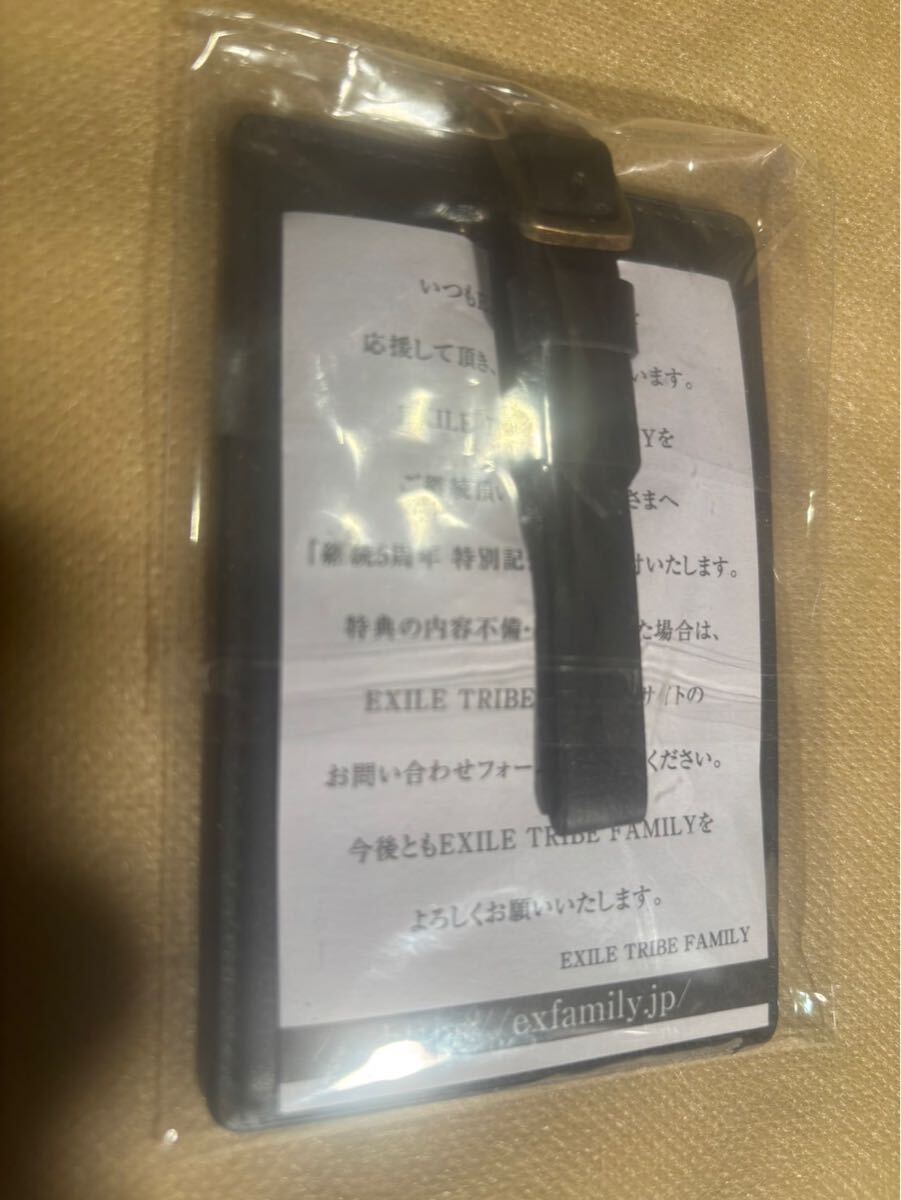 いつも
応援して頂き、 います。
EXILE Yを
ご継続頂い さまへ
『継続5周年 特別記 いたします。
特典の内容不備・ た場合は、
EXILE TRIBE サイトの
お問い合わせフォー ください。
今後ともEXILE TRIBE FAMILYを
よろしくお願いいたします。
EXILE TRIBE FAMILY
//exfamily.jp/